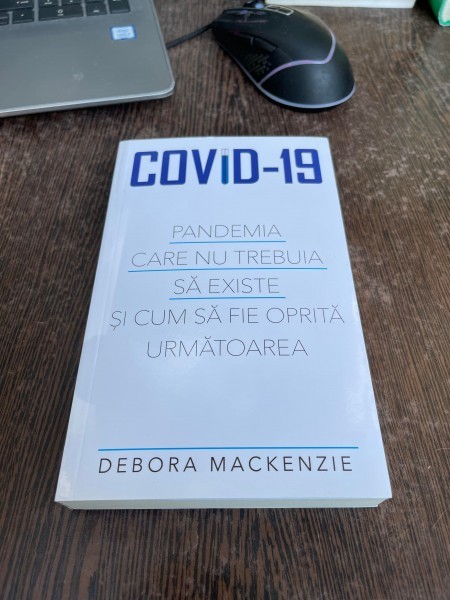 COVID-19
PANDEMIA
CARE NU TREBUIA
SĂ EXISTE
ȘI CUM SĂ FIE OPRITĂ
URMĂTOAREA
DEBORA MACKENZIE